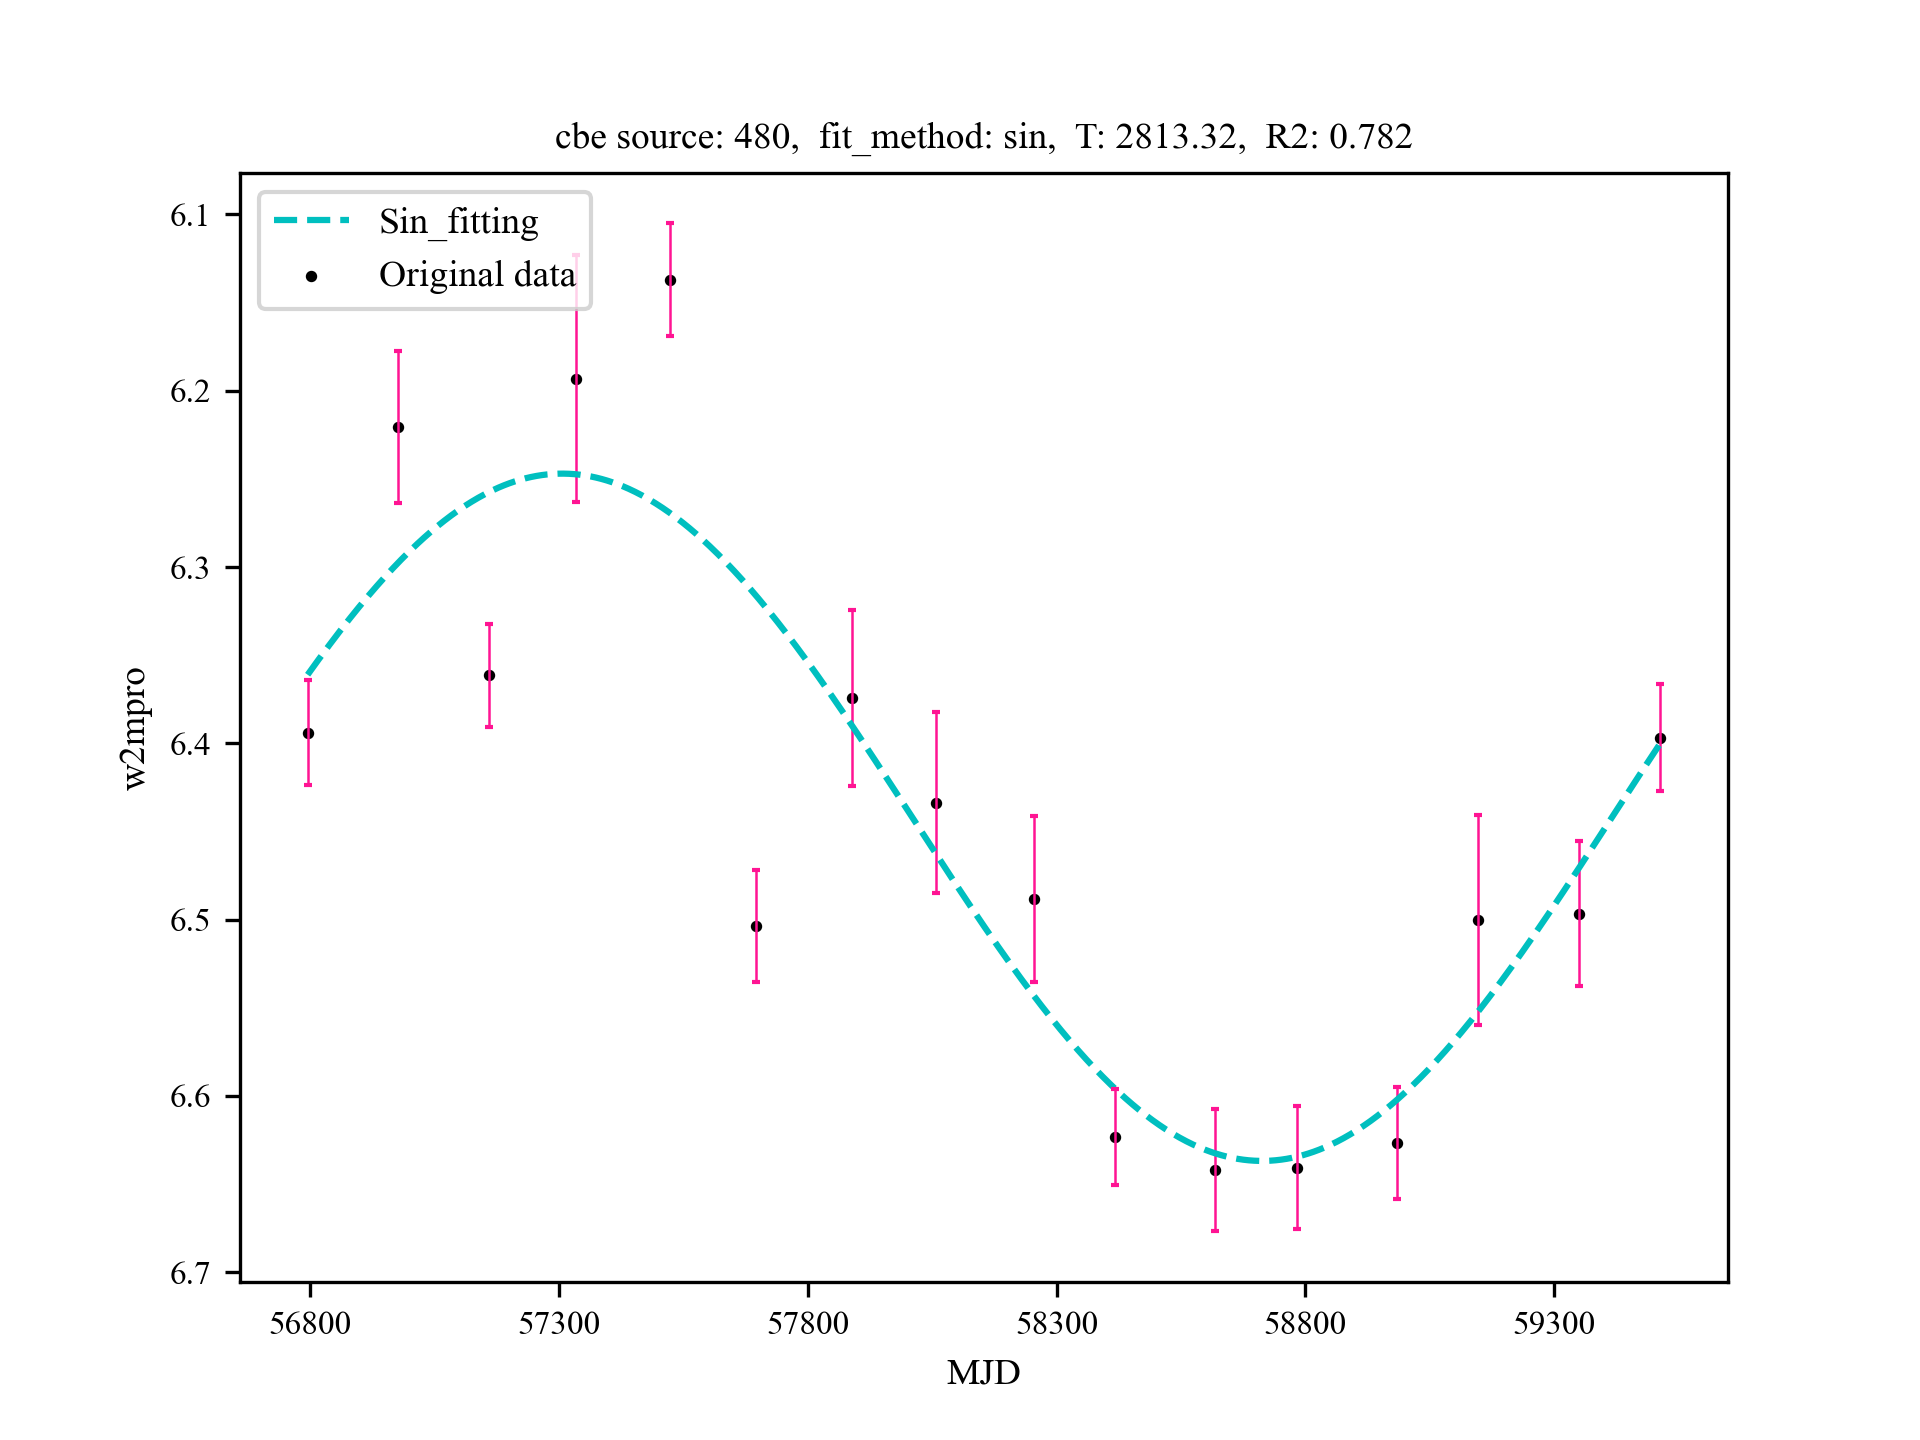 cbe source: 480,  fit_method: sin,  T: 2813.32,  R2: 0.782
Sin_fitting
Original data
6.1
6.2
6.3
6.4
6.5
6.6
6.7
w2mpro
56800 57300 57800 58300 58800 59300
MJD